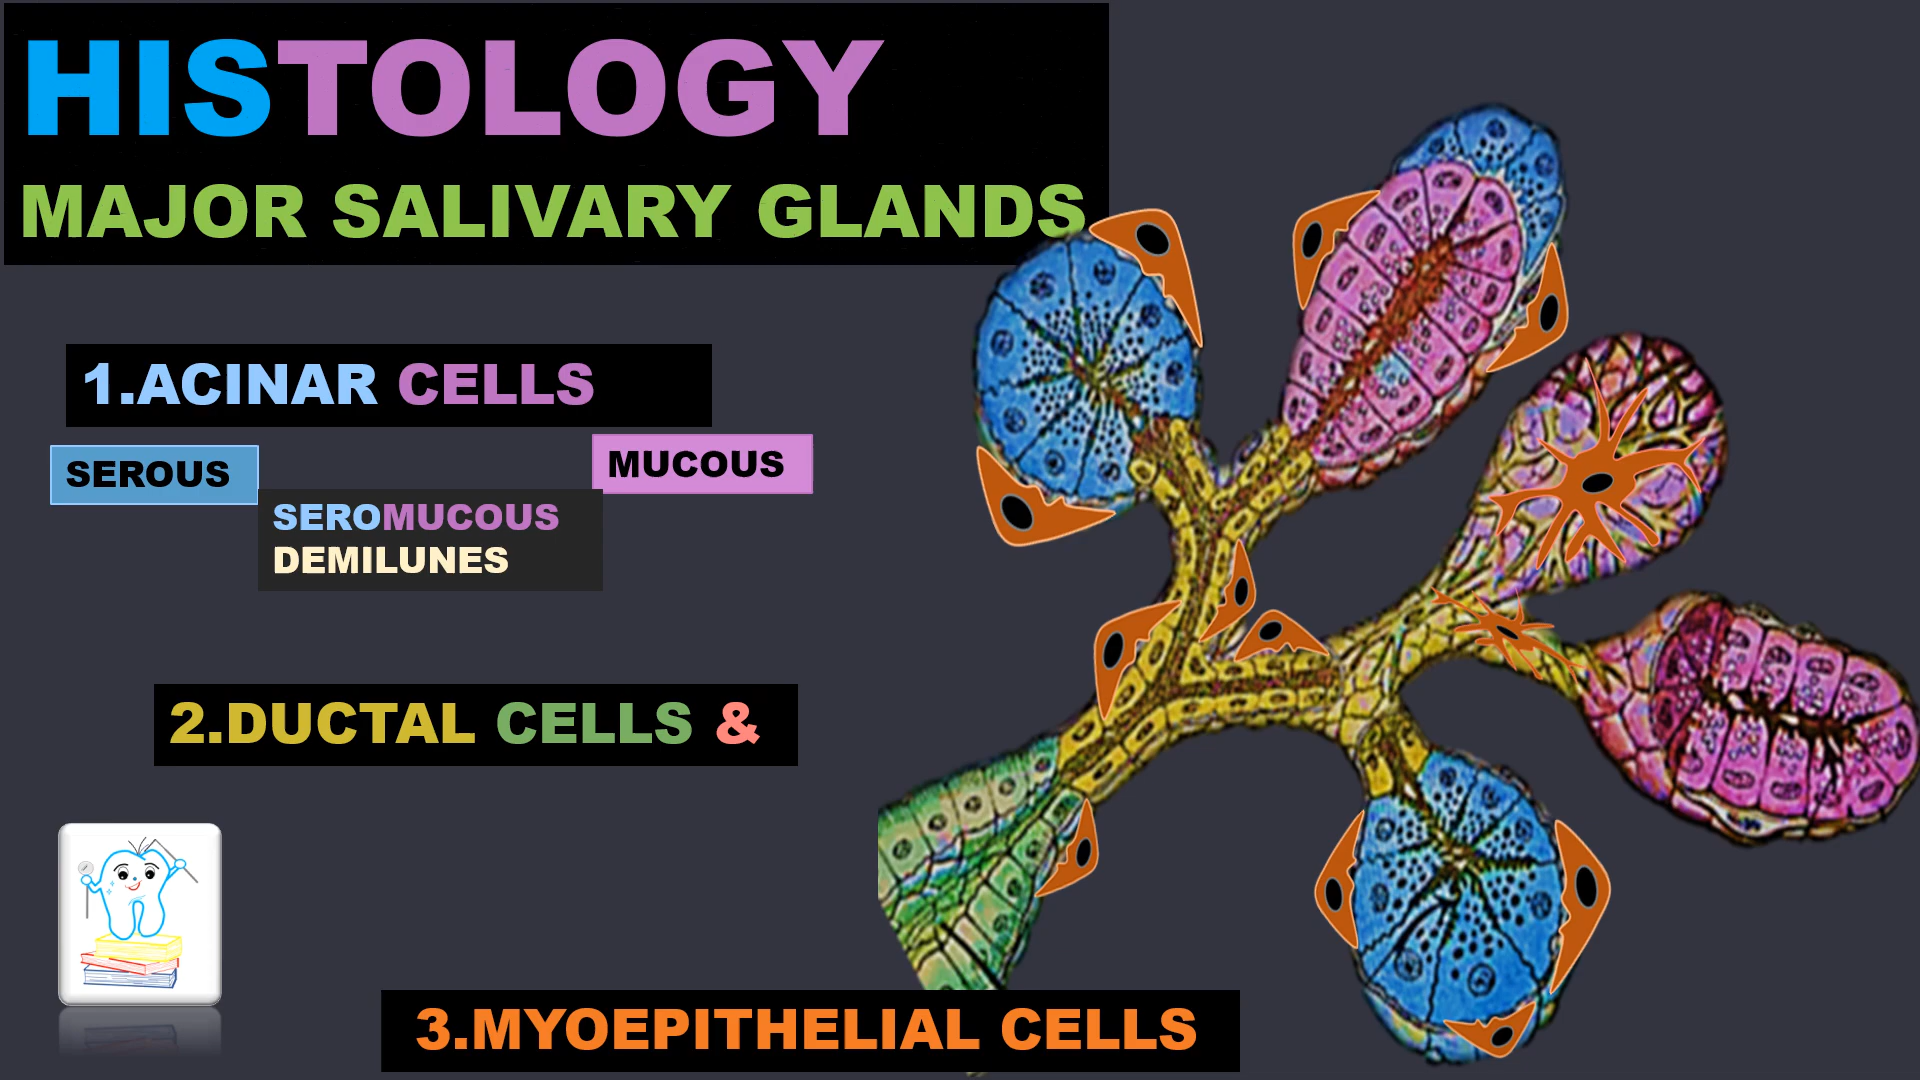 HISTOLOGY
MAJOR SALIVARY GLANDS
1.ACINAR CELLS
SEROUS
MUCOUS
SEROMUCOUS
DEMILUNES
2.DUCTAL CELLS &
3.MYOEPITHELIAL CELLS